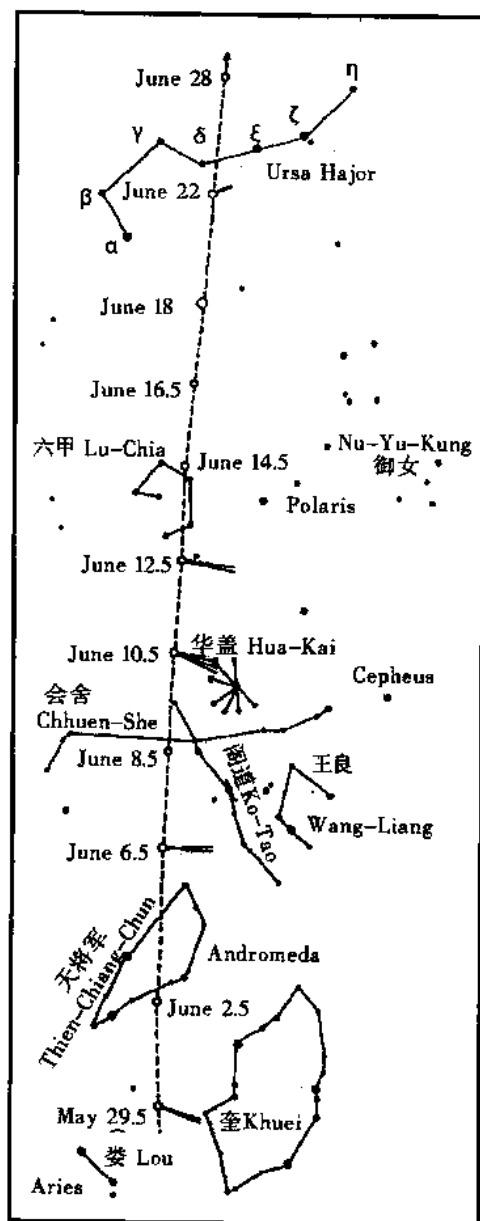 June 28
η
γ
δ
ξ
ζ
Ursa Hajor
β
June 22
α
June 18
June 16.5
六甲 Lu-Chia
June 14.5
Nu-Yu-Kung
御女
Polaris
June 12.5
June 10.5
华盖 Hua-Kai
Cepheus
会舍
Chhuen-She
June 8.5
阁道 Ko-Tao
王良
Wang-Liang
June 6.5
天将军
Thien-Chiang-Chun
Andromeda
June 2.5
May 29.5
奎 Khuei
娄 Lou
Aries